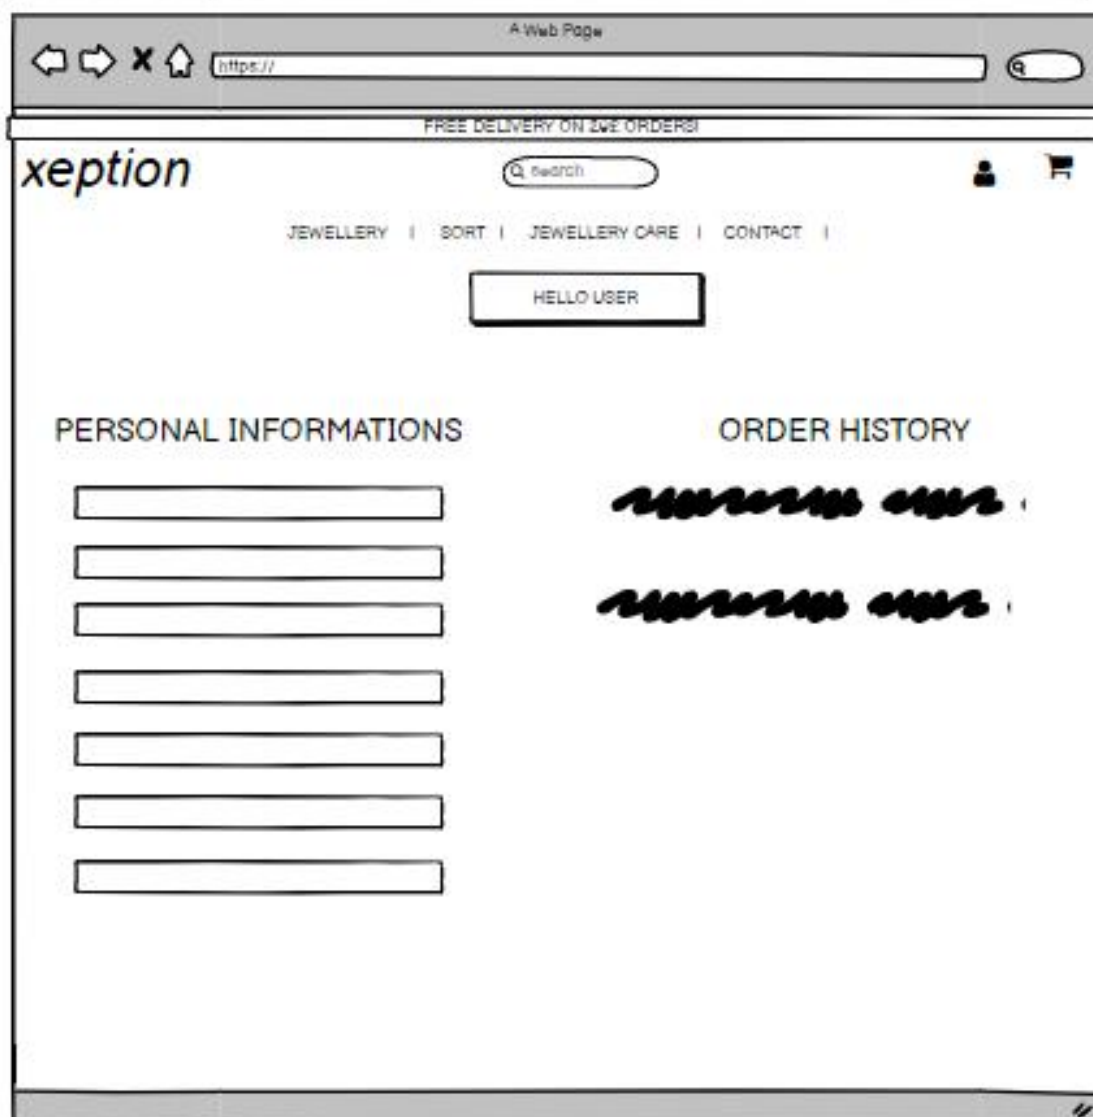 A Web Page
https://
FREE DELIVERY ON ORDERS!
xeption
search
JEWELLERY | SORT | JEWELLERY CARE | CONTACT |
HELLO USER
PERSONAL INFORMATIONS
ORDER HISTORY